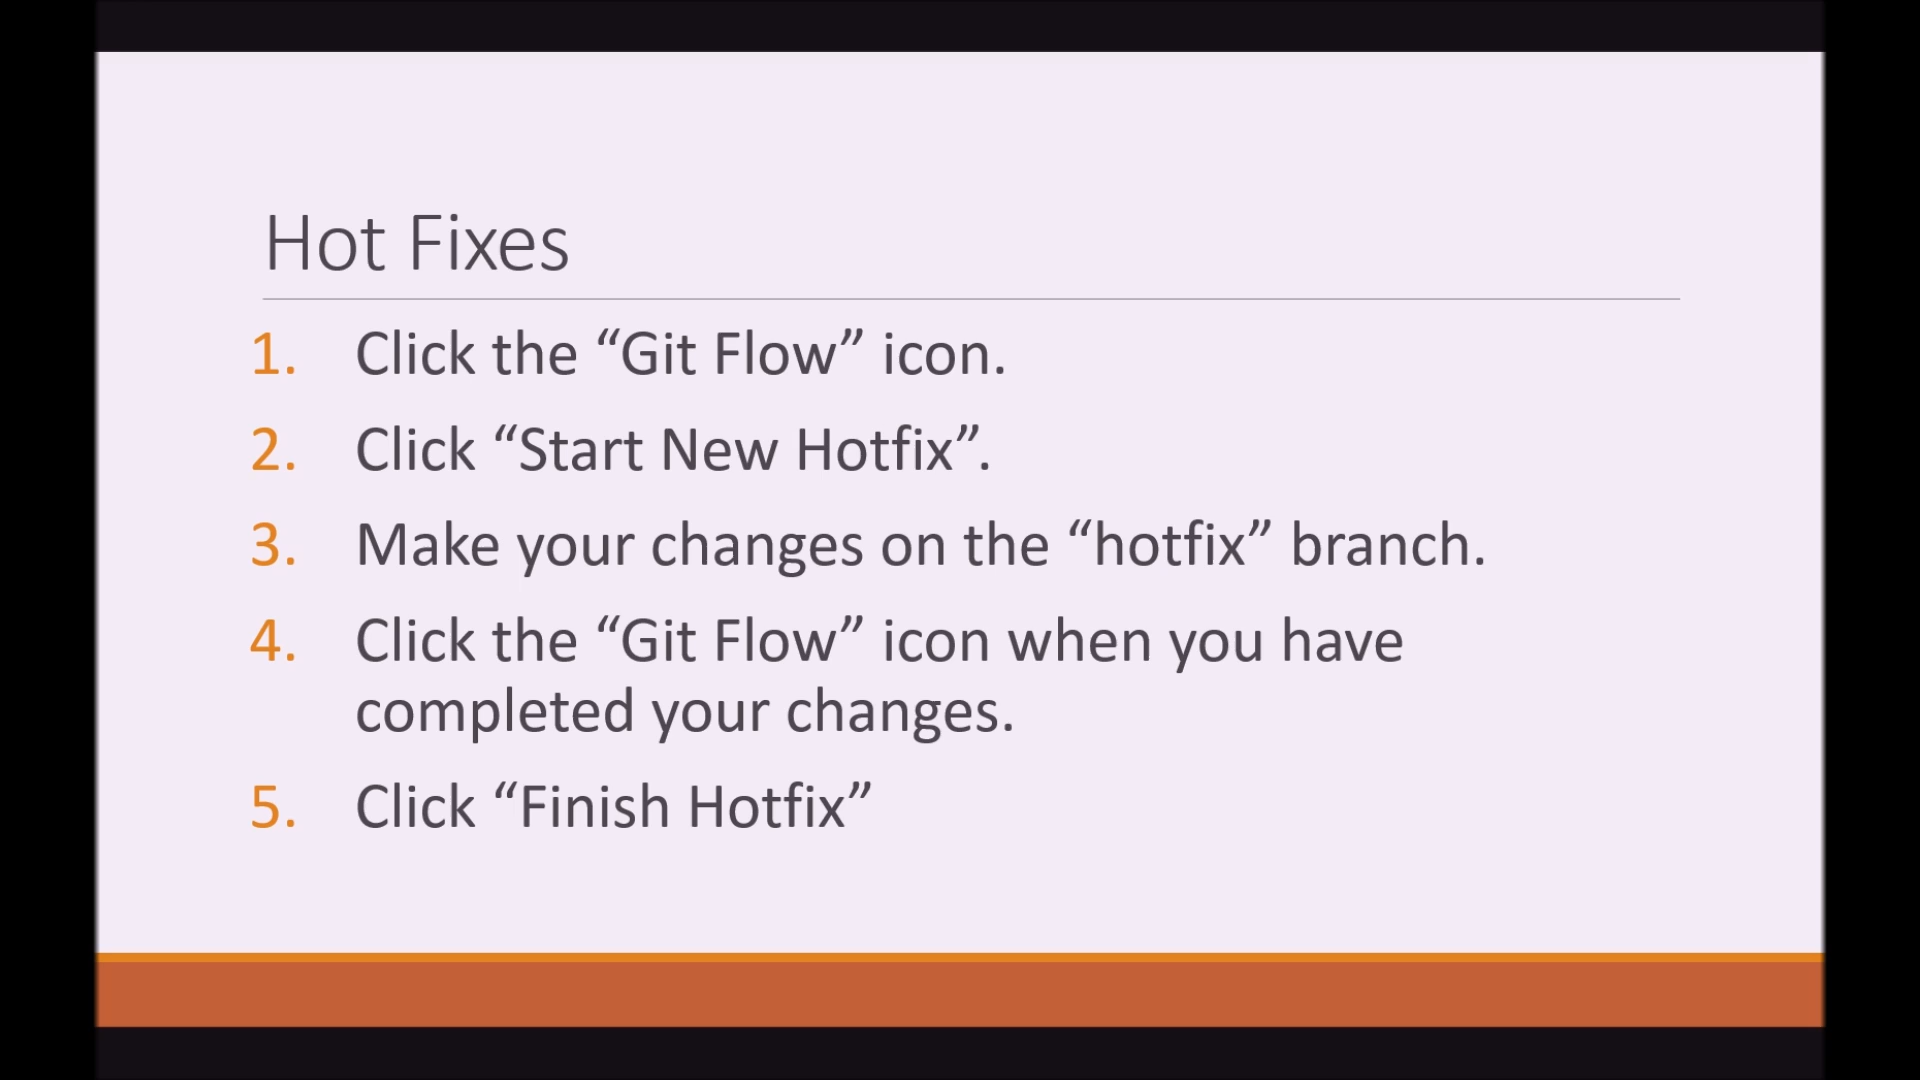 Hot Fixes
1. Click the “Git Flow” icon.
2. Click “Start New Hotfix”.
3. Make your changes on the “hotfix” branch.
4. Click the “Git Flow” icon when you have
completed your changes.
5. Click “Finish Hotfix”